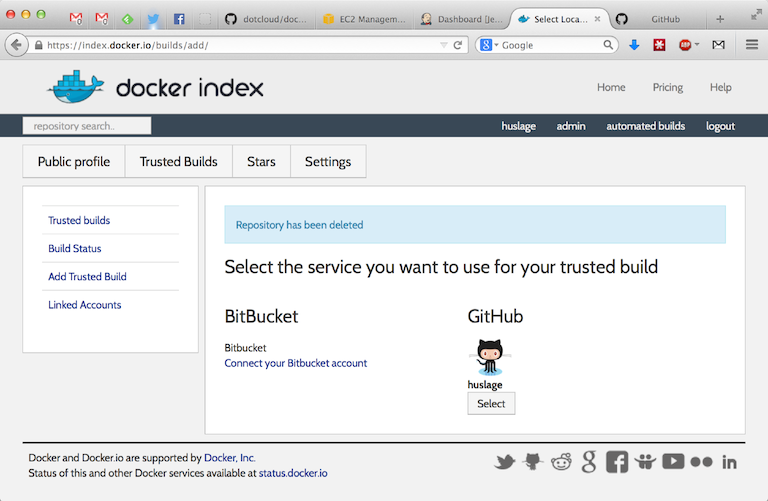 dotcloud/doc...
EC2 Managem...
Dashboard [Je...
Select Loca...
GitHub
https://index.docker.io/builds/add/
Google
docker index
Home
Pricing
Help
repository search..
huslage
admin
automated builds
logout
Public profile
Trusted Builds
Stars
Settings
Trusted builds
Build Status
Add Trusted Build
Linked Accounts
Repository has been deleted
Select the service you want to use for your trusted build
BitBucket
Bitbucket
Connect your Bitbucket account
GitHub
huslage
Select
Docker and Docker.io are supported by Docker, Inc.
Status of this and other Docker services available at status.docker.io